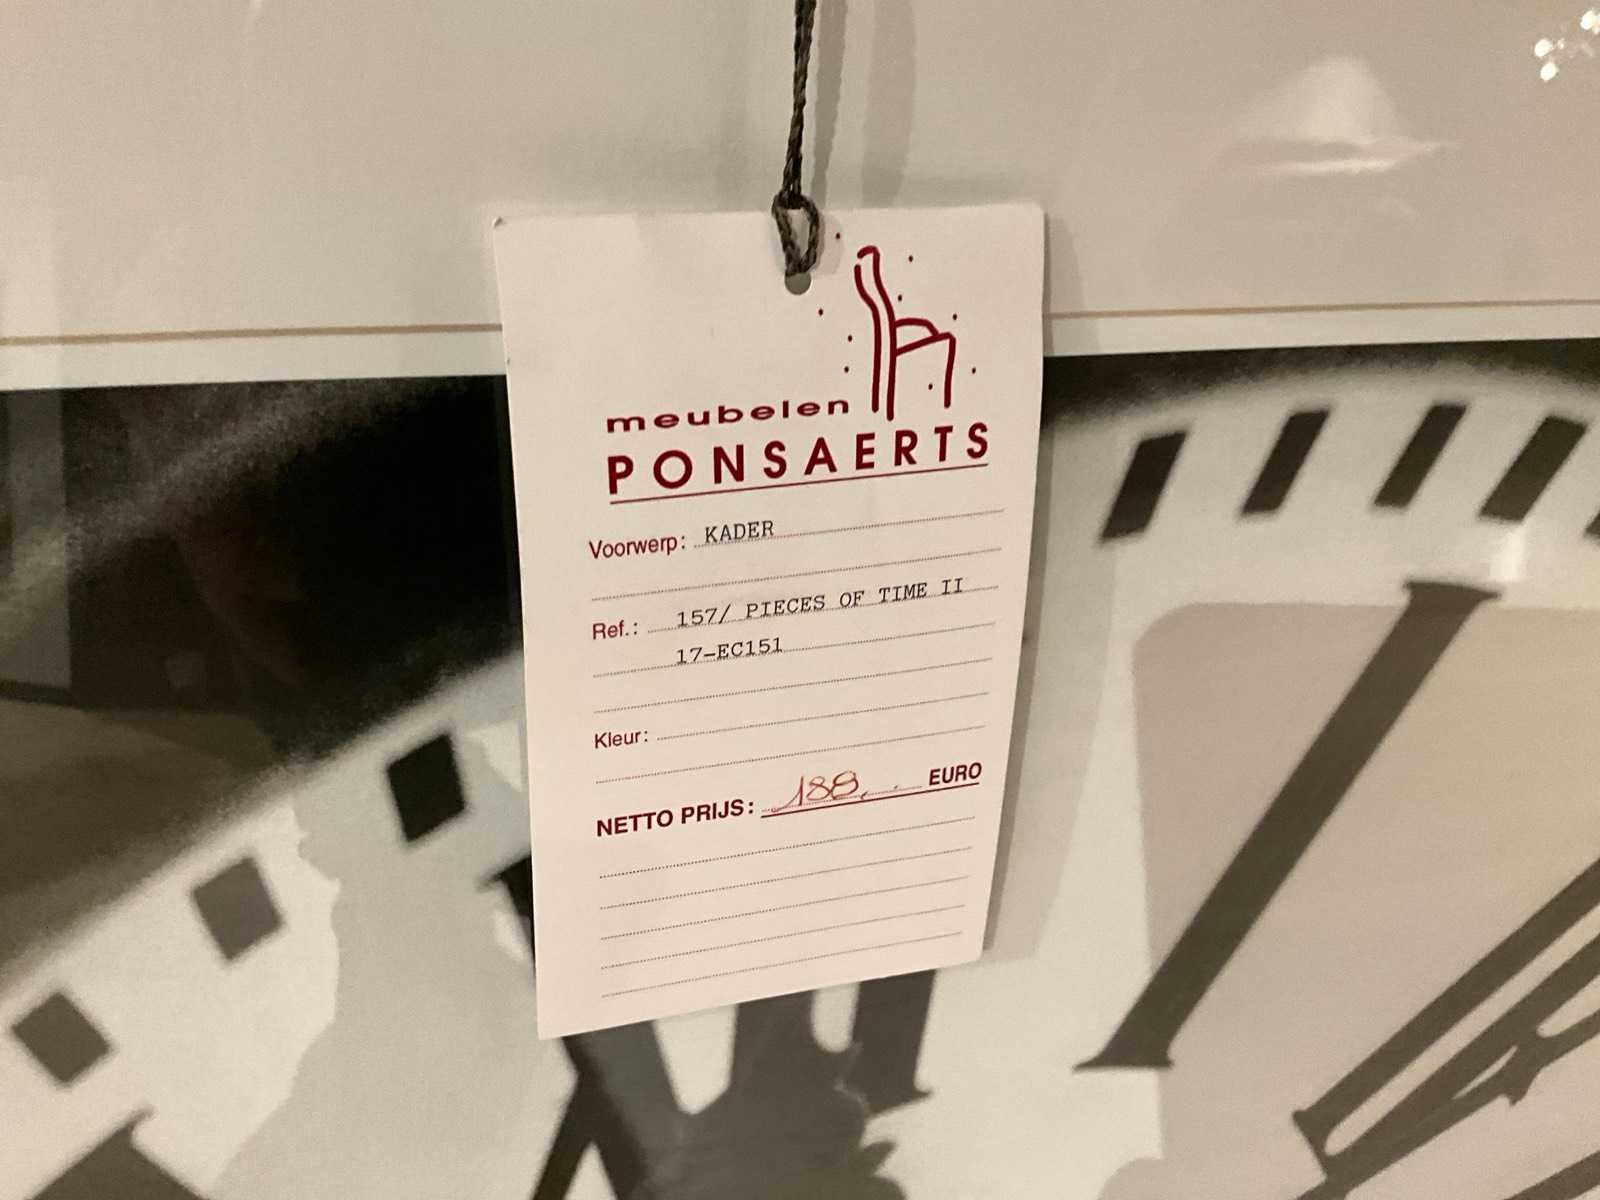 meubelen
PONSAERTS
Voorwerp: KADER
Ref.: 157/ PIECES OF TIME II
17-EC151
Kleur:
NETTO PRIJS: 188,- EURO